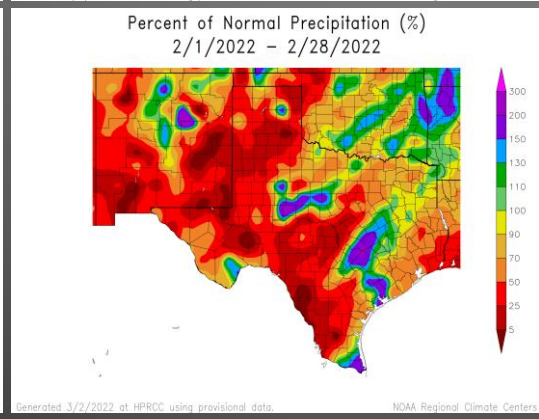 Percent of Normal Precipitation (%)
2/1/2022 – 2/28/2022
300
200
150
130
110
100
90
70
50
25
5
Generated 3/2/2022 at HPRCC using provisional data.
NOAA Regional Climate Centers